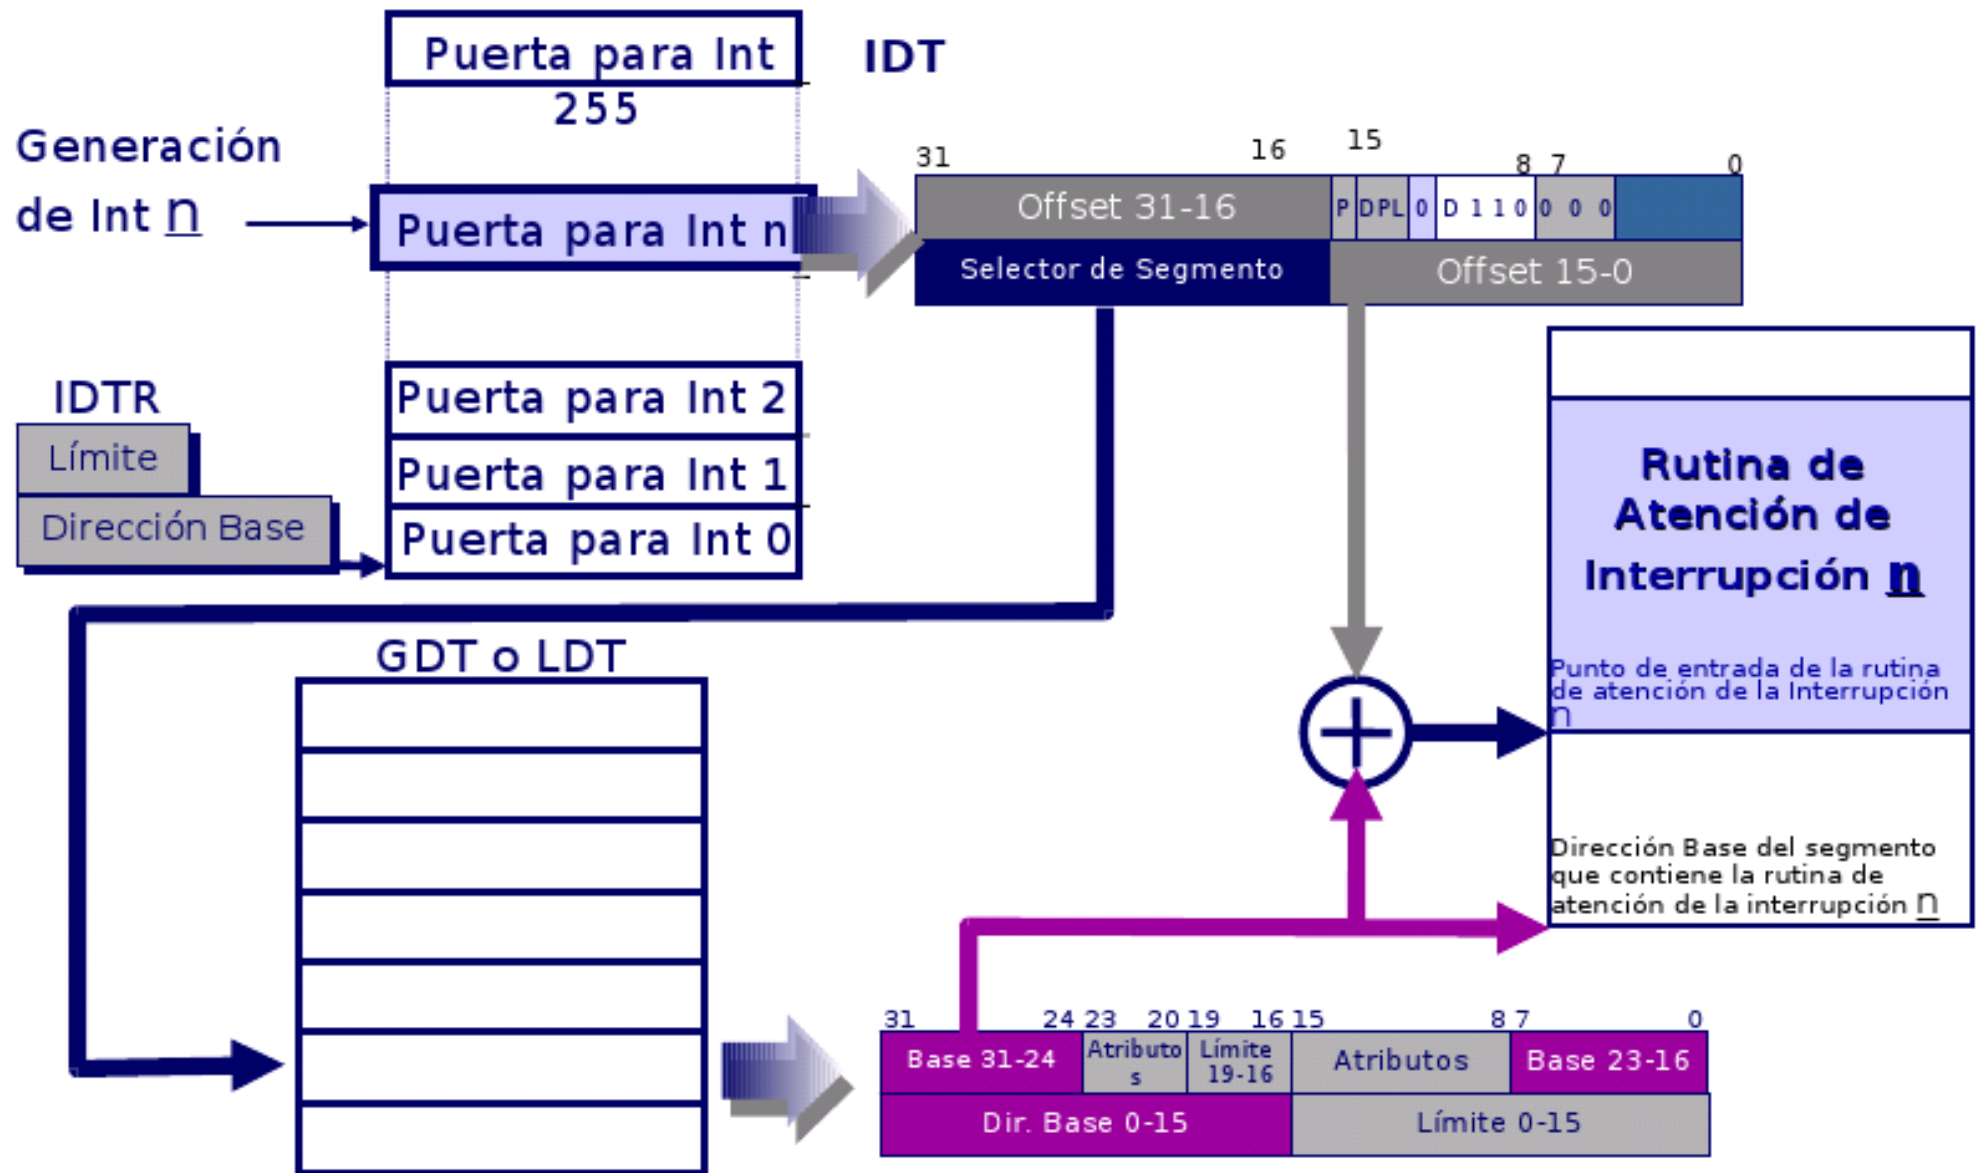 Puerta para Int
255
IDT
Generación
de Int n
Puerta para Int n
31
16
15
8
7
0
Offset 31-16
P
DPL
0
D 1 1 0
0 0 0
Selector de Segmento
Offset 15-0
IDTR
Límite
Dirección Base
Puerta para Int 2
Puerta para Int 1
Puerta para Int 0
Rutina de
Atención de
Interrupción n
Punto de entrada de la rutina
de atención de la Interrupción
n
Dirección Base del segmento
que contiene la rutina de
atención de la interrupción n
GDT o LDT
31
24
23
20
19
16
15
8
7
0
Base 31-24
Atributo
s
Límite
19-16
Atributos
Base 23-16
Dir. Base 0-15
Límite 0-15